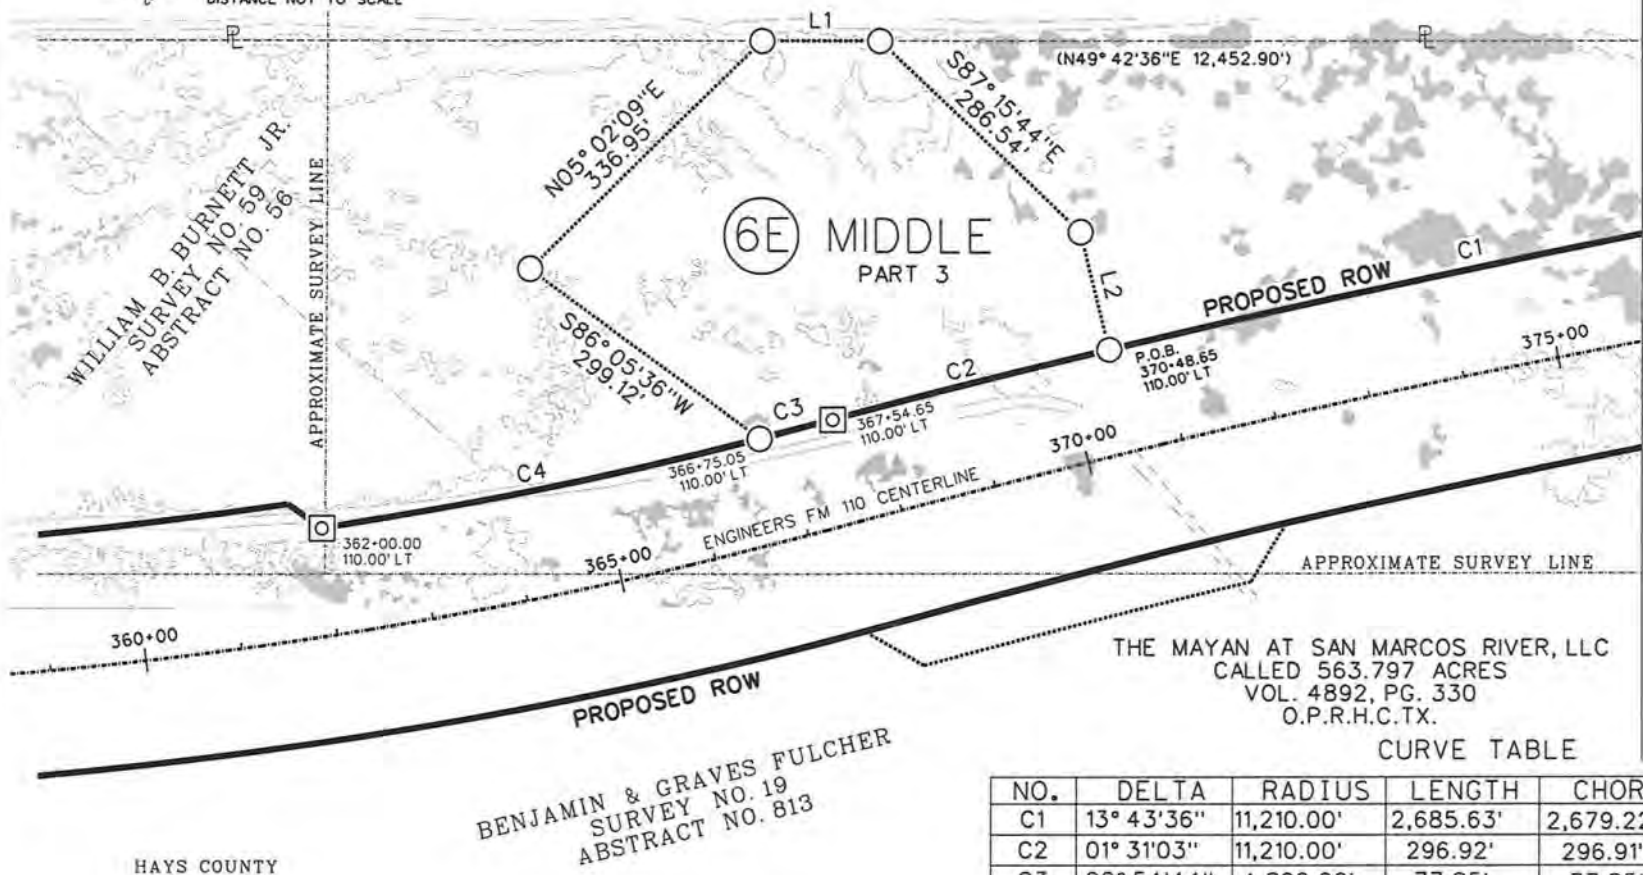 DISTANCE NOT TO SCALE
L1
(N49° 42'36"E 12,452.90')
N05° 02'09"E
336.95'
S87° 15'44"E
286.54'
WILLIAM B. BURNETT JR.
SURVEY NO. 59
ABSTRACT NO. 56
APPROXIMATE SURVEY LINE
6E MIDDLE
PART 3
L2
C1
PROPOSED ROW
S86° 05'36"W
299.12'
P.O.B.
370+48.65
110.00' LT
375+00
C2
C3
367+54.65
110.00' LT
370+00
C4
366+75.05
110.00' LT
ENGINEERS FM 110 CENTERLINE
362+00.00
110.00' LT
365+00
APPROXIMATE SURVEY LINE
360+00
PROPOSED ROW
THE MAYAN AT SAN MARCOS RIVER, LLC
CALLED 563.797 ACRES
VOL. 4892, PG. 330
O.P.R.H.C.TX.
BENJAMIN & GRAVES FULCHER
SURVEY NO. 19
ABSTRACT NO. 813
HAYS COUNTY
CURVE TABLE
NO. DELTA RADIUS LENGTH CHOR
C1 13° 43'36" 11,210.00' 2,685.63' 2,679.22
C2 01° 31'03" 11,210.00' 296.92' 296.91'